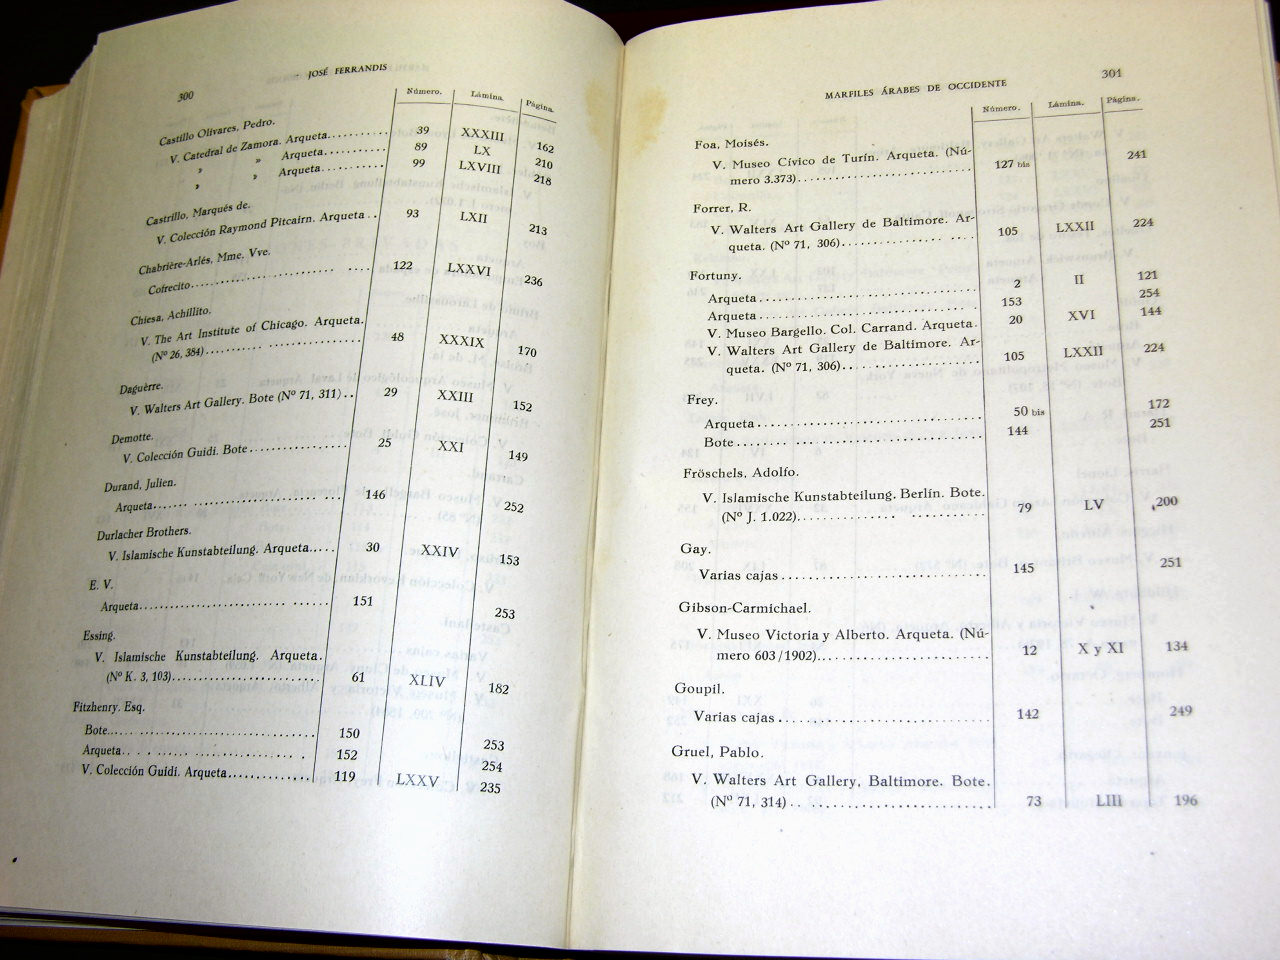 300
JOSÉ FERRANDIS
Número. Lámina. Página.
Castillo Olivares, Pedro.
V. Catedral de Zamora. Arqueta........... 39 XXXIII 162
» » Arqueta........... 89 LX 210
» » Arqueta........... 99 LXVIII 218
Castrillo, Marqués de.
V. Colección Raymond Pitcairn. Arqueta.. 93 LXII 213
Chabrière-Arlés, Mme. Vve.
Cofrecito........................ .... 122 LXXVI 236
Chiesa, Achillito.
V. The Art Institute of Chicago. Arqueta.
(Nº 26, 384).......... ................ 48 XXXIX 170
Daguèrre.
V. Walters Art Gallery. Bote (Nº 71, 311).. 29 XXIII 152
Demotte.
V. Colección Guidi. Bote................. 25 XXI 149
Durand, Julien.
Arqueta............................... 146 252
Durlacher Brothers.
V. Islamische Kunstabteilung. Arqueta..... 30 XXIV 153
E. V.
Arqueta...................... ...... 151 253
Essing.
V. Islamische Kunstabteilung. Arqueta.
(Nº K. 3, 103)......................... 61 XLIV 182
Fitzhenry. Esq.
Bote................................... 150 253
Arqueta.. . ........................ . 152 254
V. Colección Guidi. Arqueta.............. 119 LXXV 235
MARFILES ÁRABES DE OCCIDENTE
301
Número. Lámina. Página.
Foa, Moisés.
V. Museo Cívico de Turín. Arqueta. (Nú-
mero 3.373)............................ 127 bis 241
Forrer, R.
V. Walters Art Gallery de Baltimore. Ar-
queta. (Nº 71, 306)................ .... 105 LXXII 224
Fortuny.
Arqueta................................ 2 II 121
Arqueta................................ 153 254
V. Museo Bargello. Col. Carrand. Arqueta. 20 XVI 144
V. Walters Art Gallery de Baltimore. Ar-
queta. (Nº 71, 306)..................... 105 LXXII 224
Frey.
Arqueta................................ 50 bis 172
Bote................................... 144 251
Fröschels, Adolfo.
V. Islamische Kunstabteilung. Berlín. Bote.
(Nº J. 1.022).............. ........... 79 LV 200
Gay.
Varias cajas............................. 145 251
Gibson-Carmichael.
V. Museo Victoria y Alberto. Arqueta. (Nú-
mero 603/1902)......................... 12 X y XI 134
Goupil.
Varias cajas............................. 142 249
Gruel, Pablo.
V. Walters Art Gallery, Baltimore. Bote.
(Nº 71, 314).. ......................... 73 LIII 196